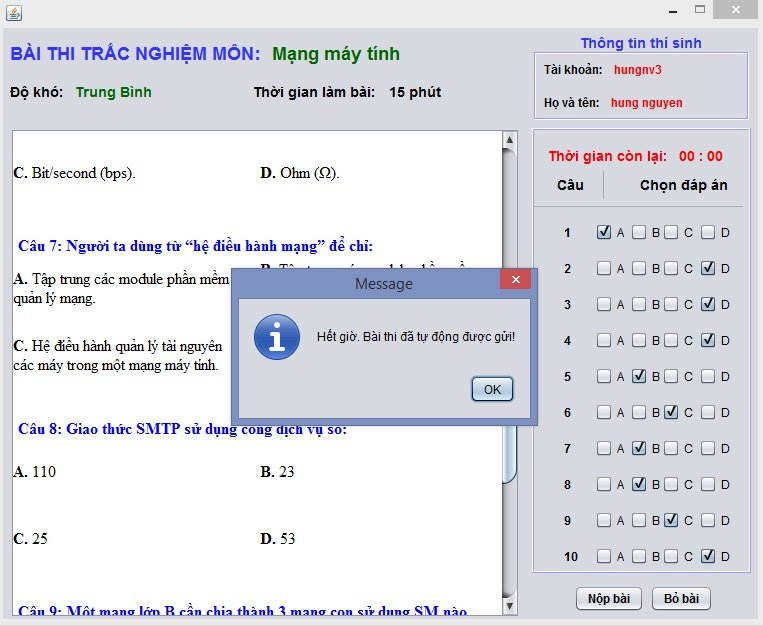 BÀI THI TRẮC NGHIỆM MÔN: Mạng máy tính
Độ khó: Trung Bình Thời gian làm bài: 15 phút
Thông tin thí sinh
Tài khoản: hungnv3
Họ và tên: hung nguyen
C. Bit/second (bps). D. Ohm (Ω).
Câu 7: Người ta dùng từ “hệ điều hành mạng” để chỉ:
A. Tập trung các module phần mềm
quản lý mạng.
C. Hệ điều hành quản lý tài nguyên
các máy trong một mạng máy tính.
Câu 8: Giao thức SMTP sử dụng cổng dịch vụ số:
A. 110 B. 23
C. 25 D. 53
Câu 9: Một mạng lớp B cần chia thành 3 mạng con sử dụng SM nào
Message
Hết giờ. Bài thi đã tự động được gửi!
OK
Thời gian còn lại: 00 : 00
Câu Chọn đáp án
1 A B C D
2 A B C D
3 A B C D
4 A B C D
5 A B C D
6 A B C D
7 A B C D
8 A B C D
9 A B C D
10 A B C D
Nộp bài Bỏ bài